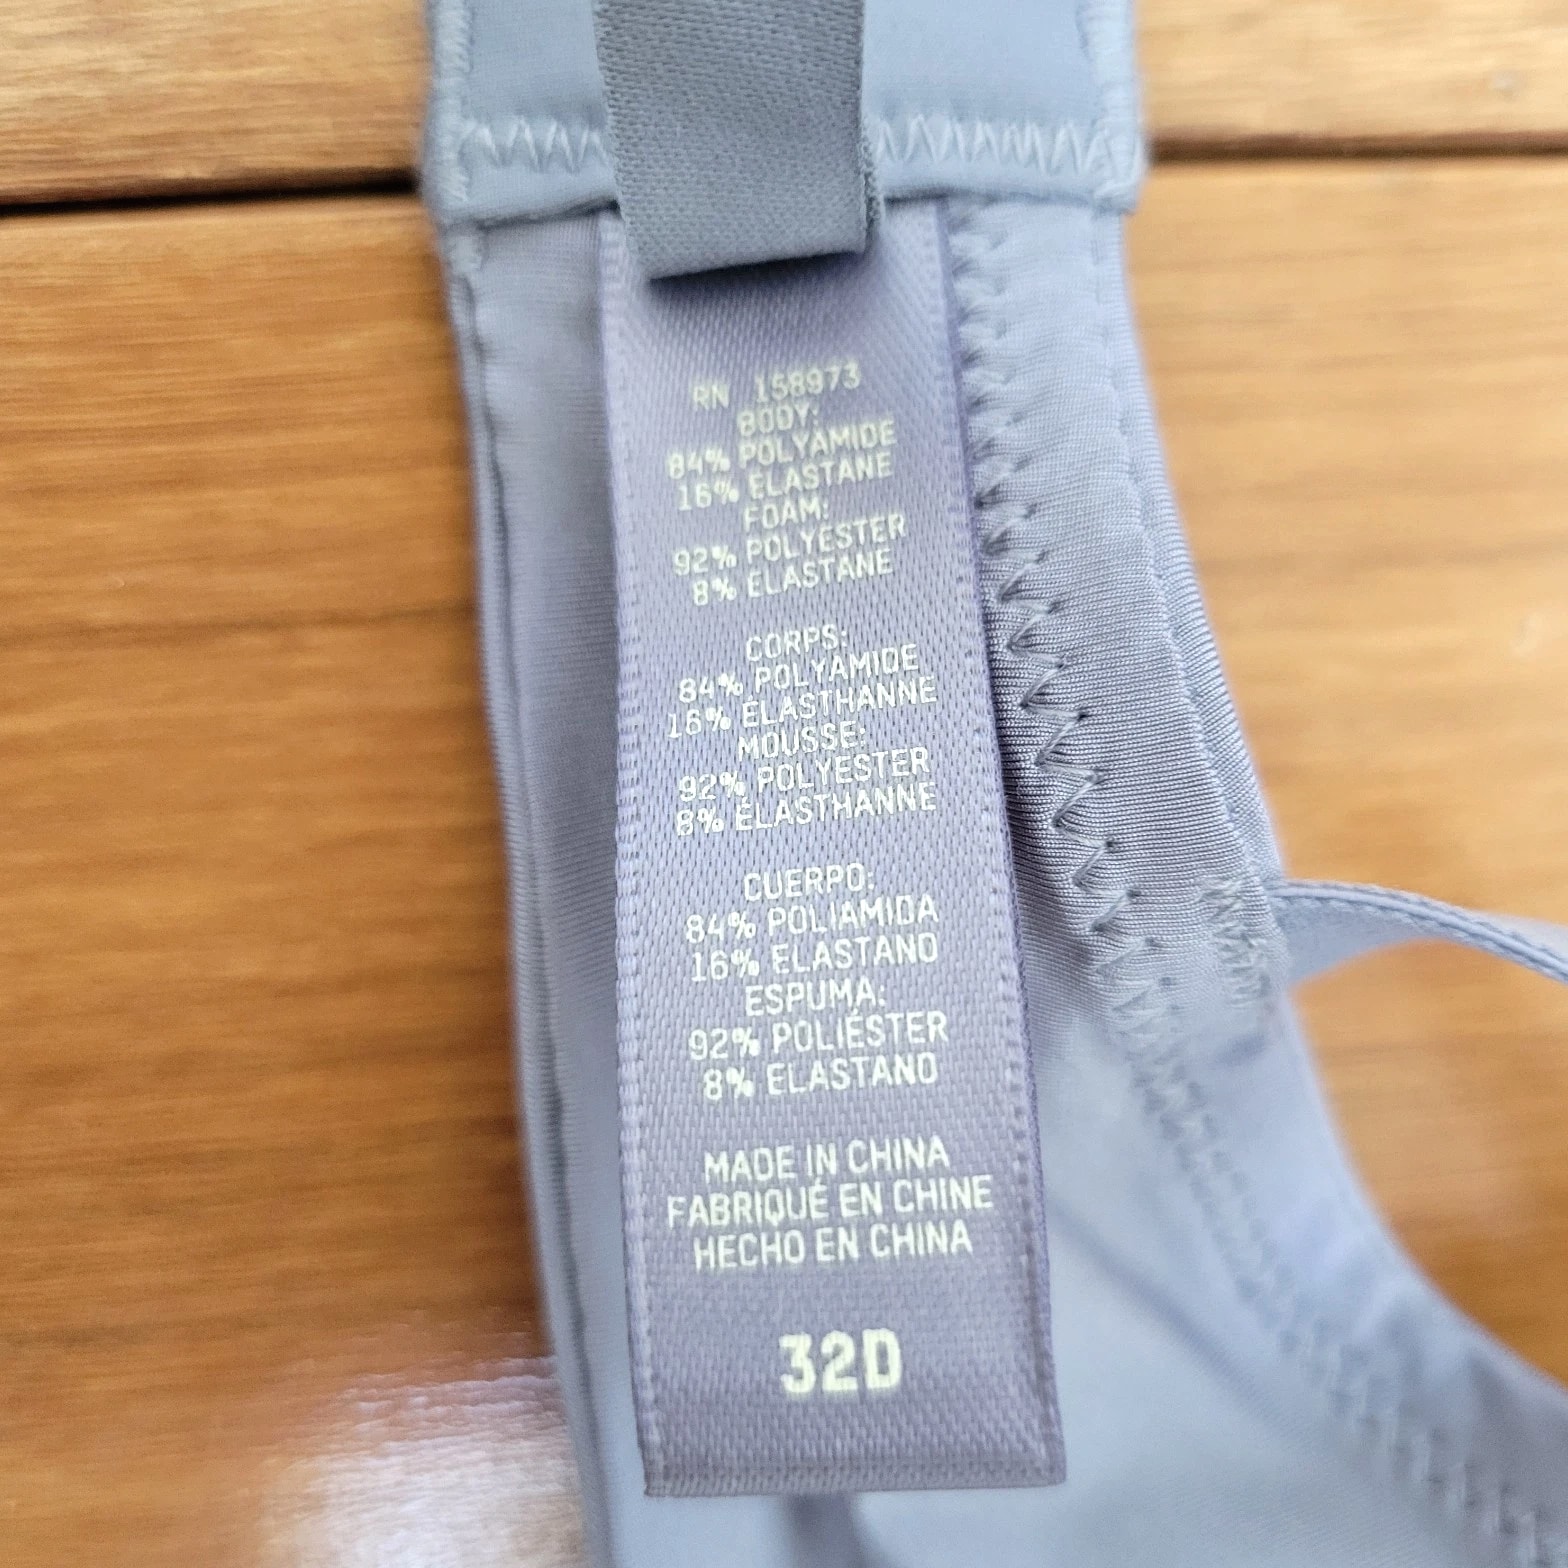 RN 158973
BODY:
84% POLYAMIDE
16% ELASTANE
FOAM:
92% POLYESTER
8% ELASTANE
CORPS:
84% POLYAMIDE
16% ÉLASTHANNE
MOUSSE:
92% POLYESTER
8% ÉLASTHANNE
CUERPO:
84% POLIAMIDA
16% ELASTANO
ESPUMA:
92% POLIÉSTER
8% ELASTANO
MADE IN CHINA
FABRIQUÉ EN CHINE
HECHO EN CHINA
32D